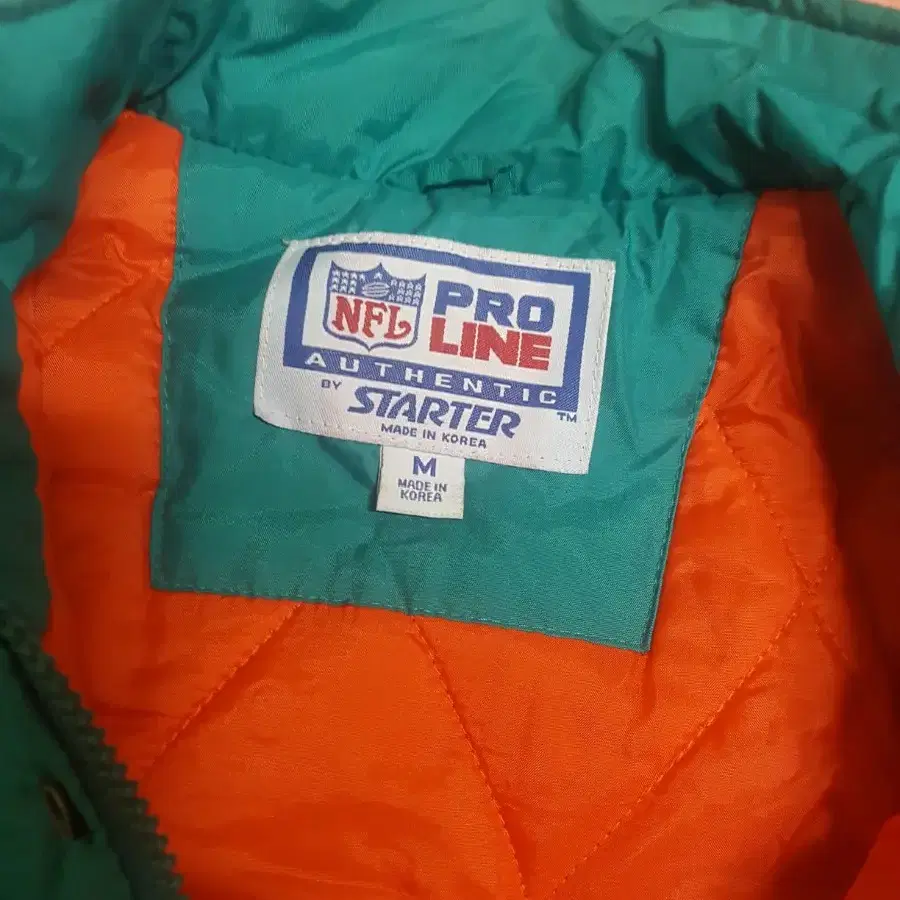 NFL
PRO
LINE
AUTHENTIC
BY STARTER ™
MADE IN KOREA
M
MADE IN
KOREA